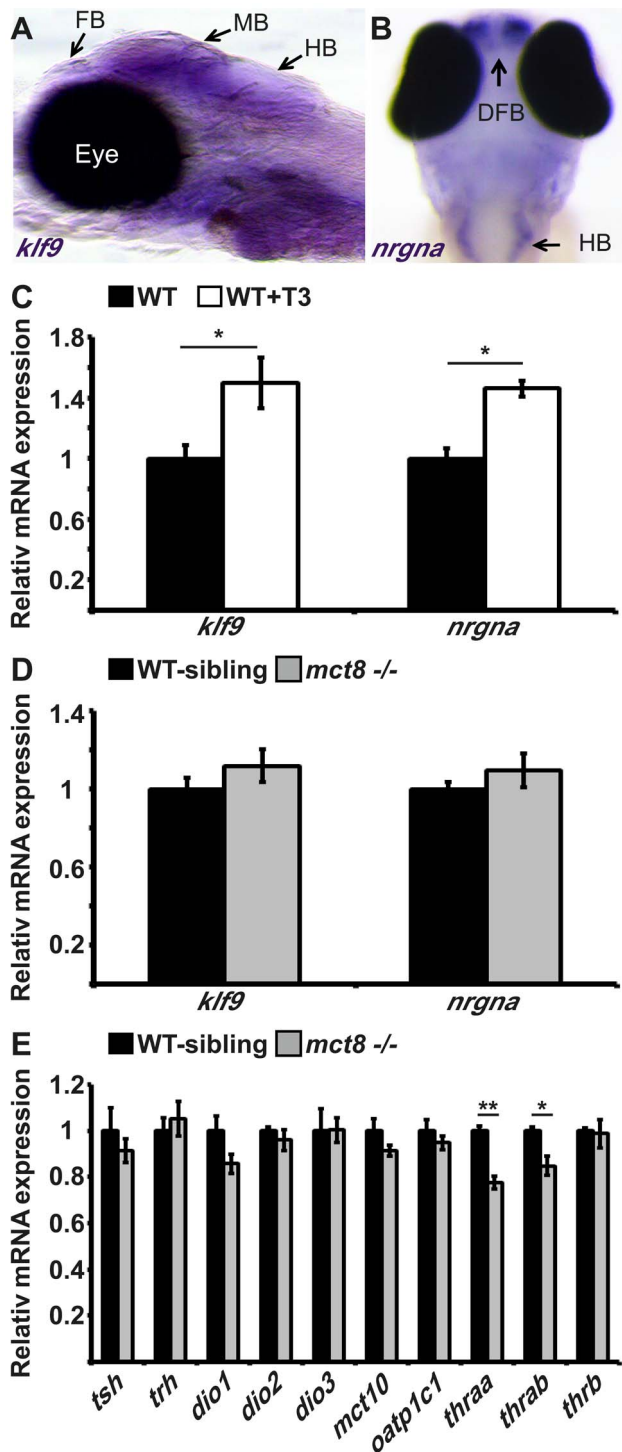 A
FB
MB
HB
Eye
klf9
B
DFB
nrgna
HB
C
WT WT+T3
Relativ mRNA expression
1.8
1.4
1
0.6
0.2
*
*
klf9 nrgna
D
WT-sibling mct8 -/-
Relativ mRNA expression
1.4
1
0.6
0.2
klf9 nrgna
E
WT-sibling mct8 -/-
Relativ mRNA expression
1.2
1
0.8
0.6
0.4
0.2
**
*
tsh trh dio1 dio2 dio3 mct10 oatp1c1 thraa thrab thrb